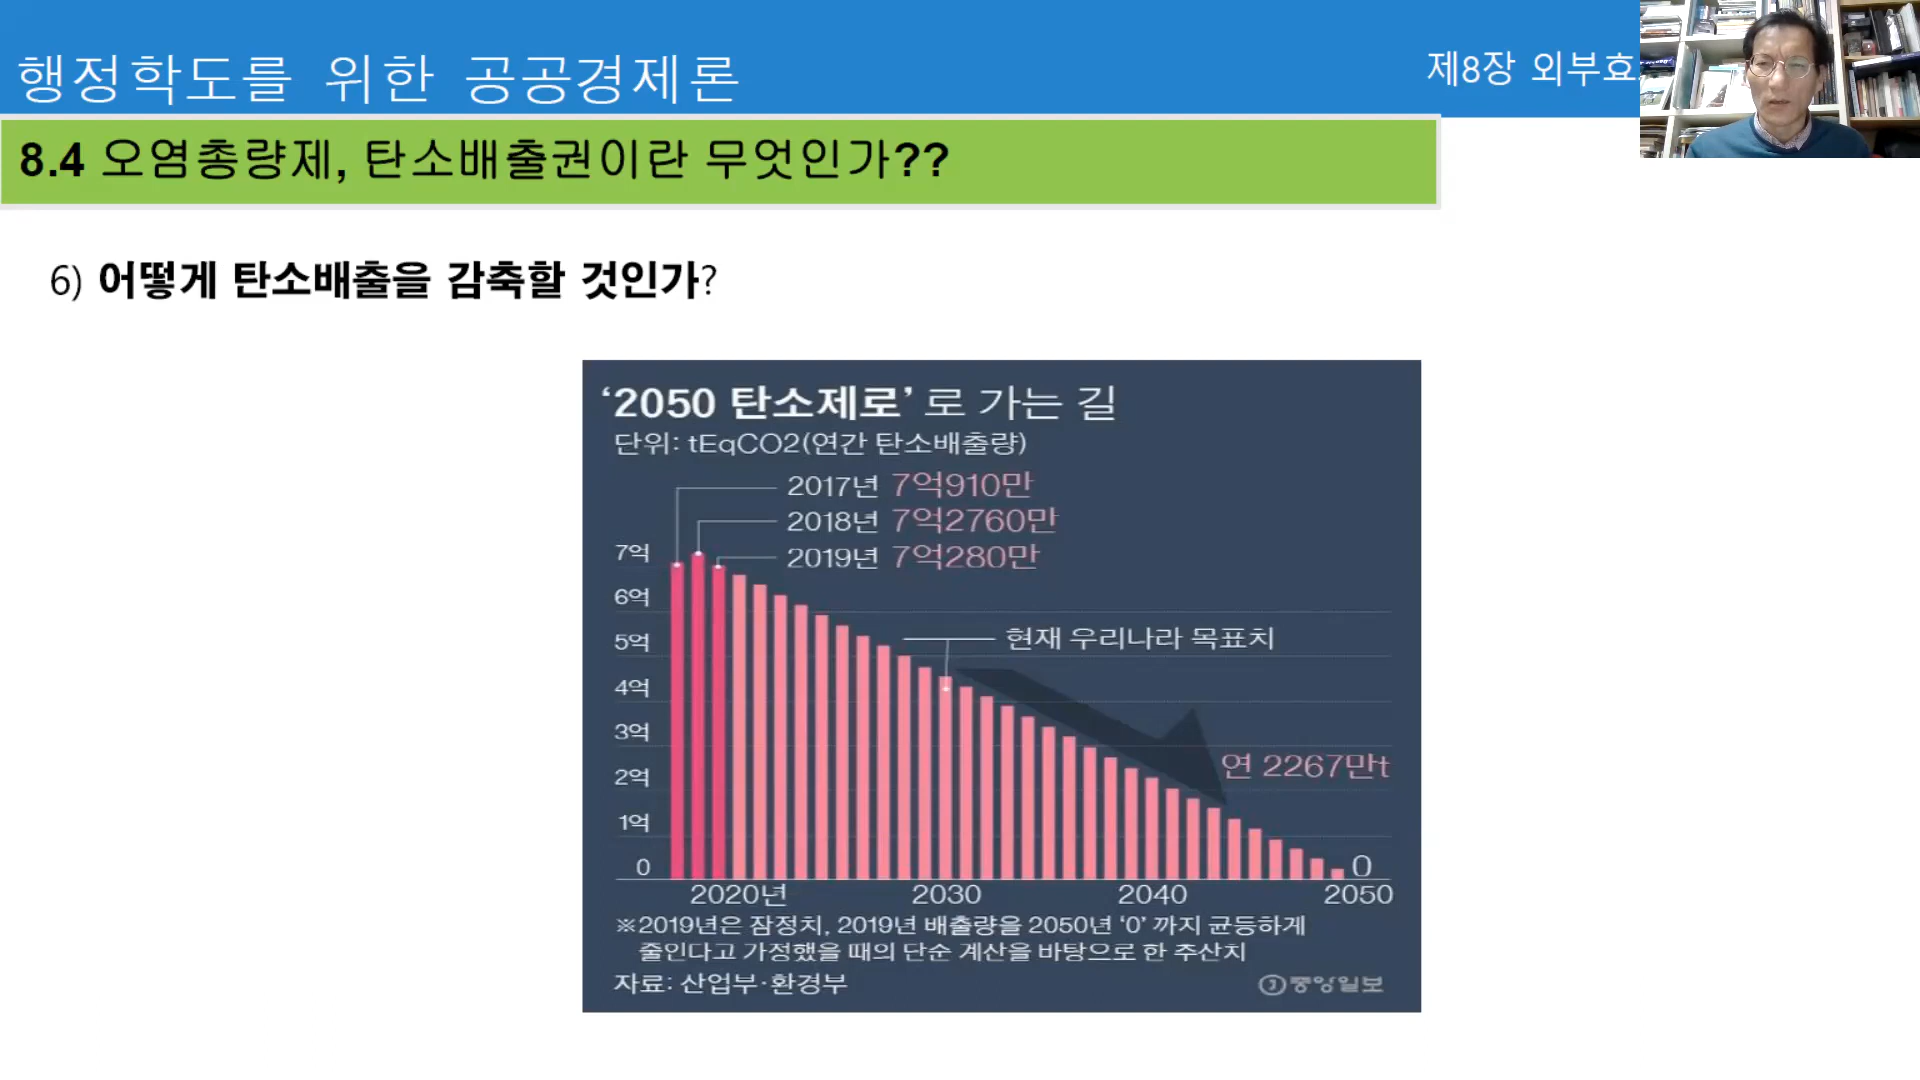 행정학도를 위한 공공경제론
제8장 외부효
8.4 오염총량제, 탄소배출권이란 무엇인가??
6) 어떻게 탄소배출을 감축할 것인가?
‘2050 탄소제로’ 로 가는 길
단위: tEqCO2(연간 탄소배출량)
2017년 7억910만
2018년 7억2760만
2019년 7억280만
7억
6억
5억
현재 우리나라 목표치
4억
3억
연 2267만t
2억
1억
0
0
2020년 2030 2040 2050
※2019년은 잠정치, 2019년 배출량을 2050년 ‘0’ 까지 균등하게
줄인다고 가정했을 때의 단순 계산을 바탕으로 한 추산치
자료: 산업부·환경부
중앙일보